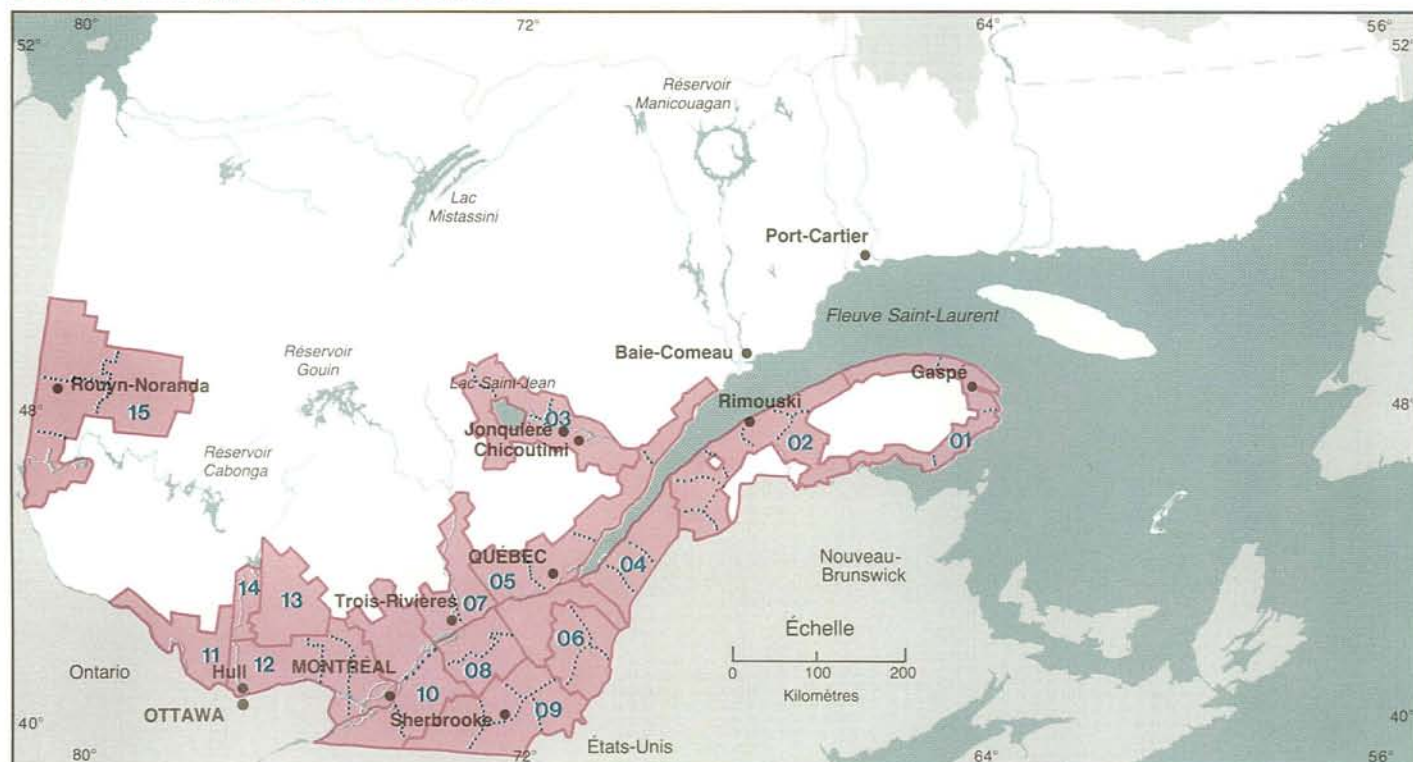 80° 72° 64° 56°
52° 52°
Réservoir
Manicouagan
Lac
Mistassini
Port-Cartier
Fleuve Saint-Laurent
Baie-Comeau
Réservoir
Gouin
Lac Saint-Jean
Gaspé
Rouyn-Noranda
15
48° 48°
03
Rimouski
Jonquière
Chicoutimi
02
01
Réservoir
Cabonga
QUÉBEC
05
04
Nouveau-
Brunswick
14
13
Trois-Rivières
07
Échelle
06
11
12
Hull
MONTRÉAL
08
0 100 200
Kilomètres
Ontario
10
09
OTTAWA
Sherbrooke
40° 40°
États-Unis
80° 72° 64° 56°